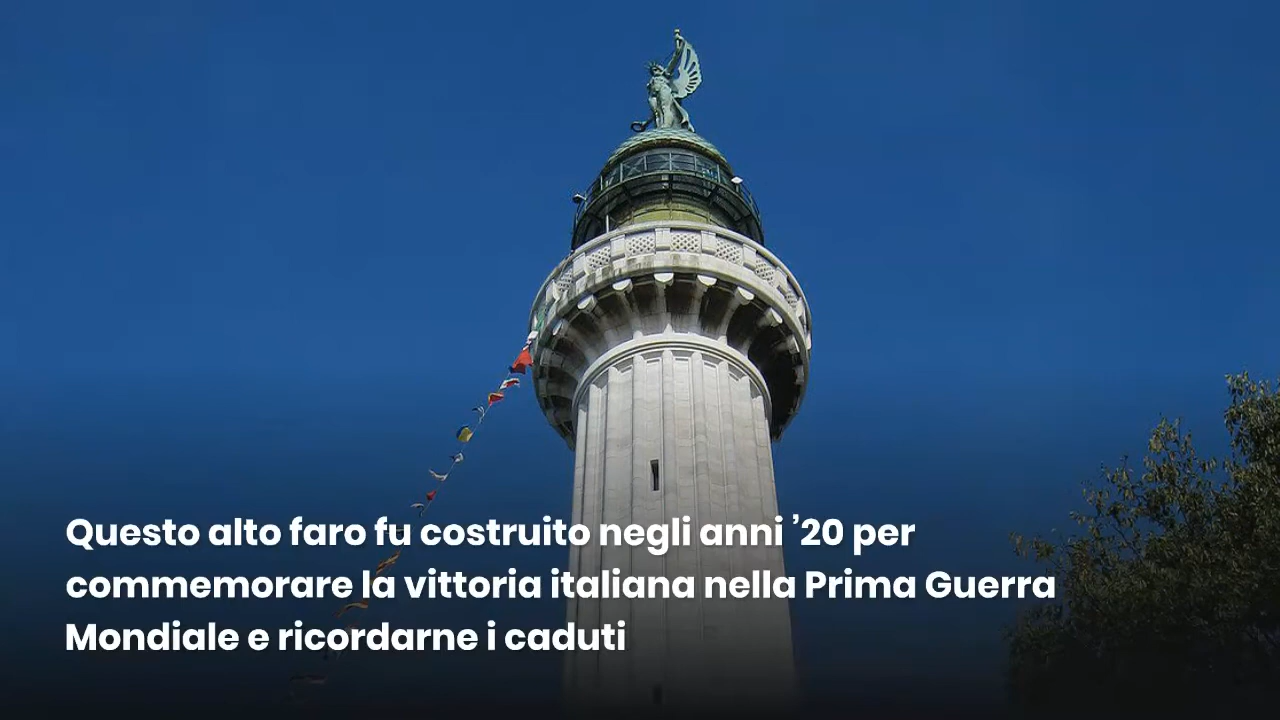 Questo alto faro fu costruito negli anni ’20 per
commemorare la vittoria italiana nella Prima Guerra
Mondiale e ricordarne i caduti